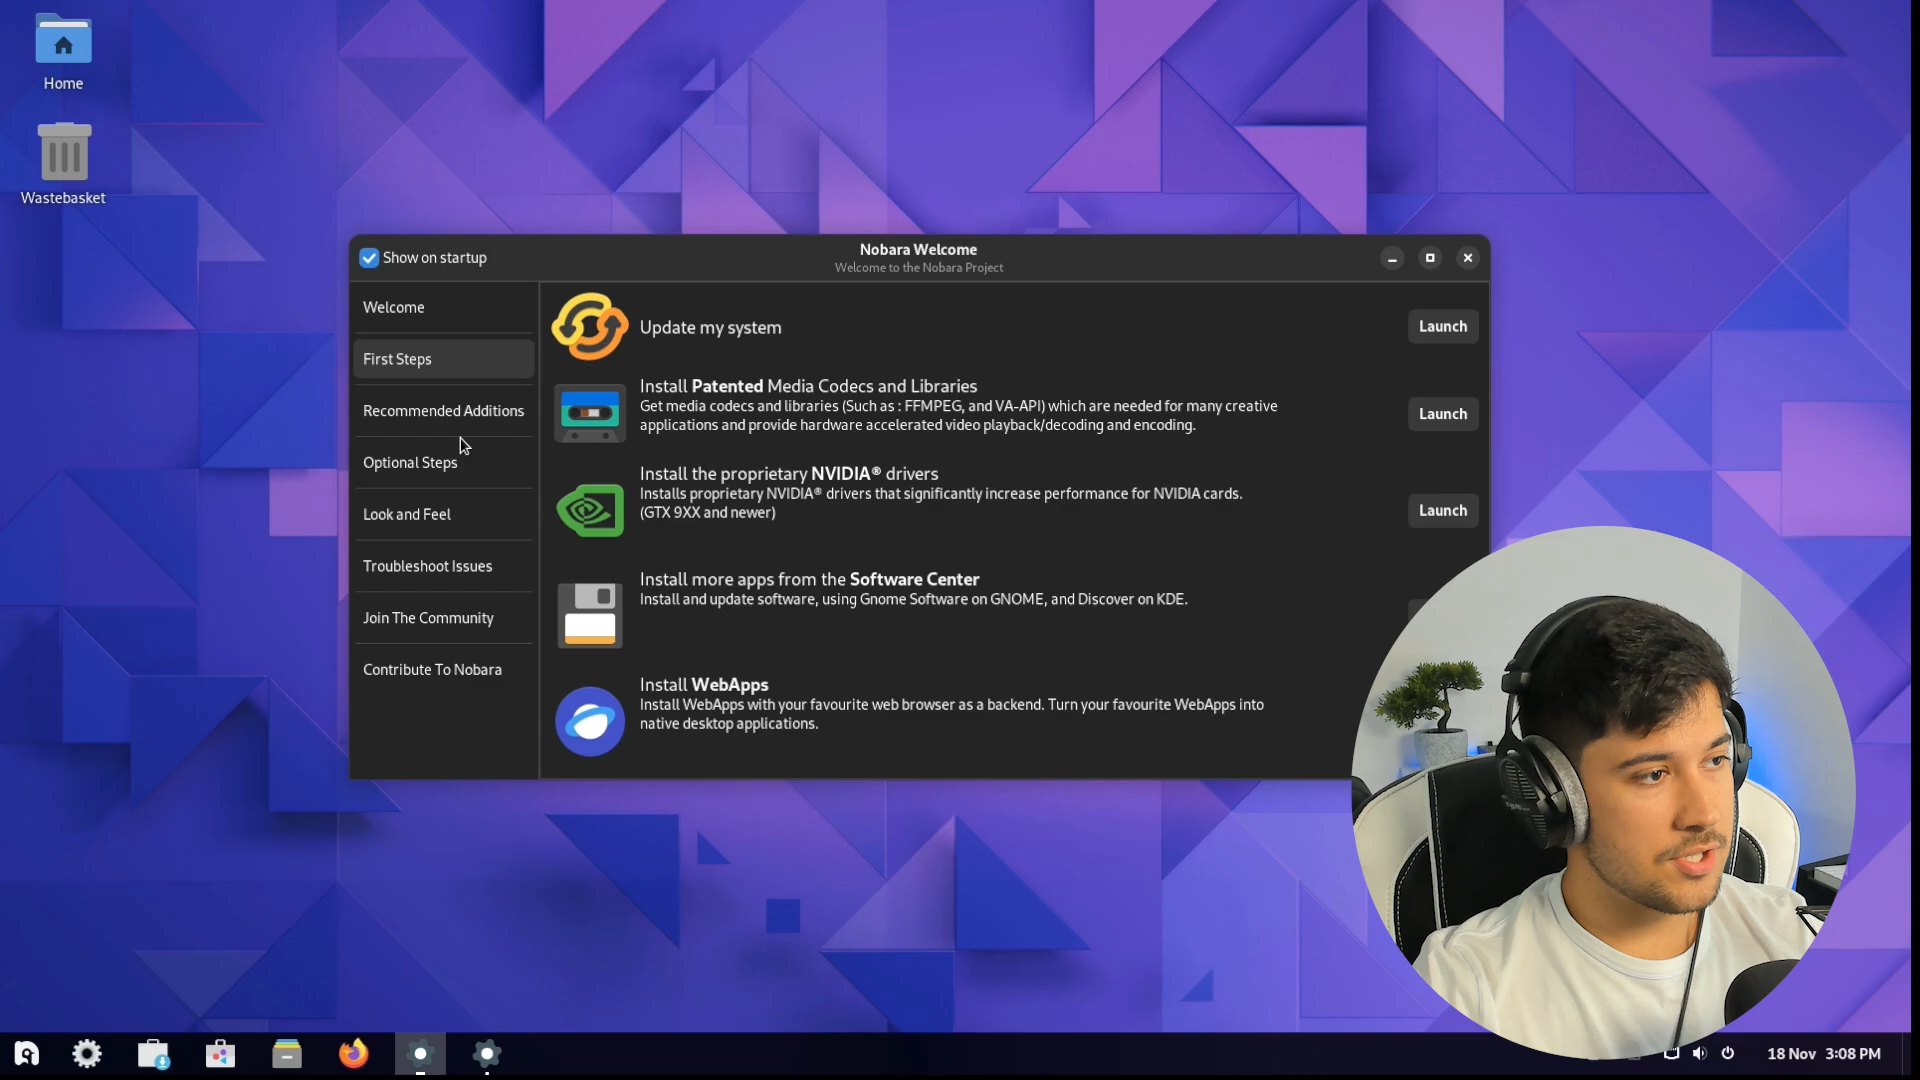 Home
Wastebasket
Show on startup
Nobara Welcome
Welcome to the Nobara Project
Welcome
First Steps
Recommended Additions
Optional Steps
Look and Feel
Troubleshoot Issues
Join The Community
Contribute To Nobara
Update my system
Launch
Install Patented Media Codecs and Libraries
Get media codecs and libraries (Such as : FFMPEG, and VA-API) which are needed for many creative
applications and provide hardware accelerated video playback/decoding and encoding.
Launch
Install the proprietary NVIDIA® drivers
Installs proprietary NVIDIA® drivers that significantly increase performance for NVIDIA cards.
(GTX 9XX and newer)
Launch
Install more apps from the Software Center
Install and update software, using Gnome Software on GNOME, and Discover on KDE.
Install WebApps
Install WebApps with your favourite web browser as a backend. Turn your favourite WebApps into
native desktop applications.
18 Nov 3:08 PM